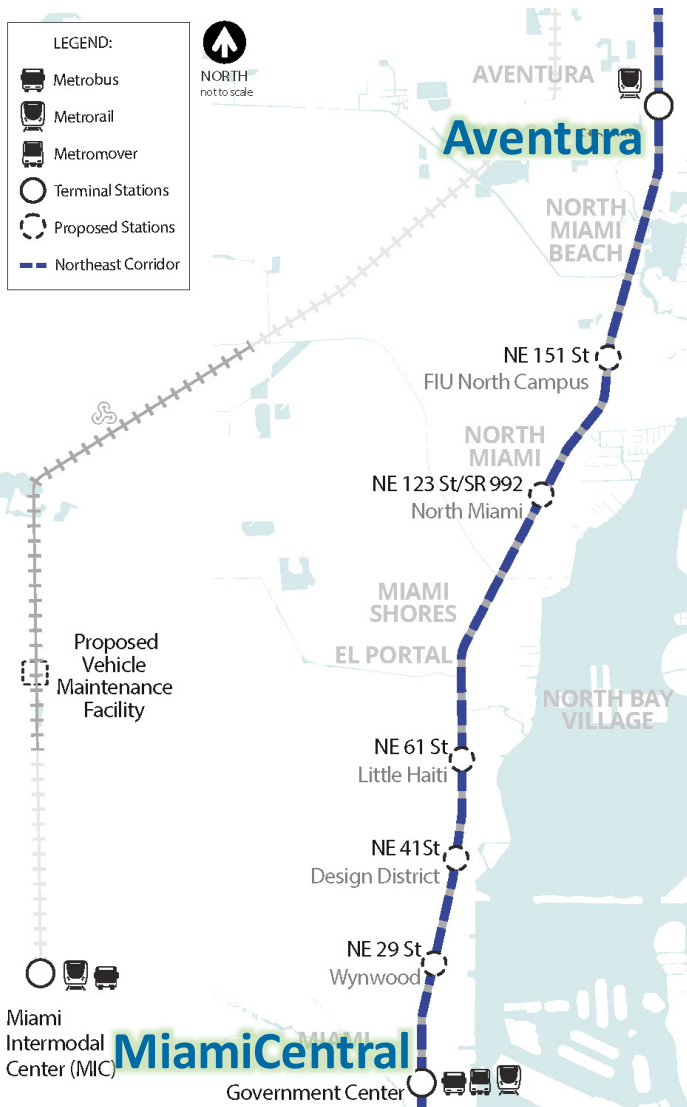 LEGEND:
Metrobus
Metrorail
Metromover
Terminal Stations
Proposed Stations
Northeast Corridor
NORTH
not to scale
AVENTURA
Aventura
NORTH
MIAMI
BEACH
NE 151 St
FIU North Campus
NORTH
MIAMI
NE 123 St/SR 992
North Miami
MIAMI
SHORES
EL PORTAL
Proposed
Vehicle
Maintenance
Facility
NORTH BAY
VILLAGE
NE 61 St
Little Haiti
NE 41St
Design District
NE 29 St
Wynwood
Miami
Intermodal
Center (MIC)
MIAMI
MiamiCentral
Government Center